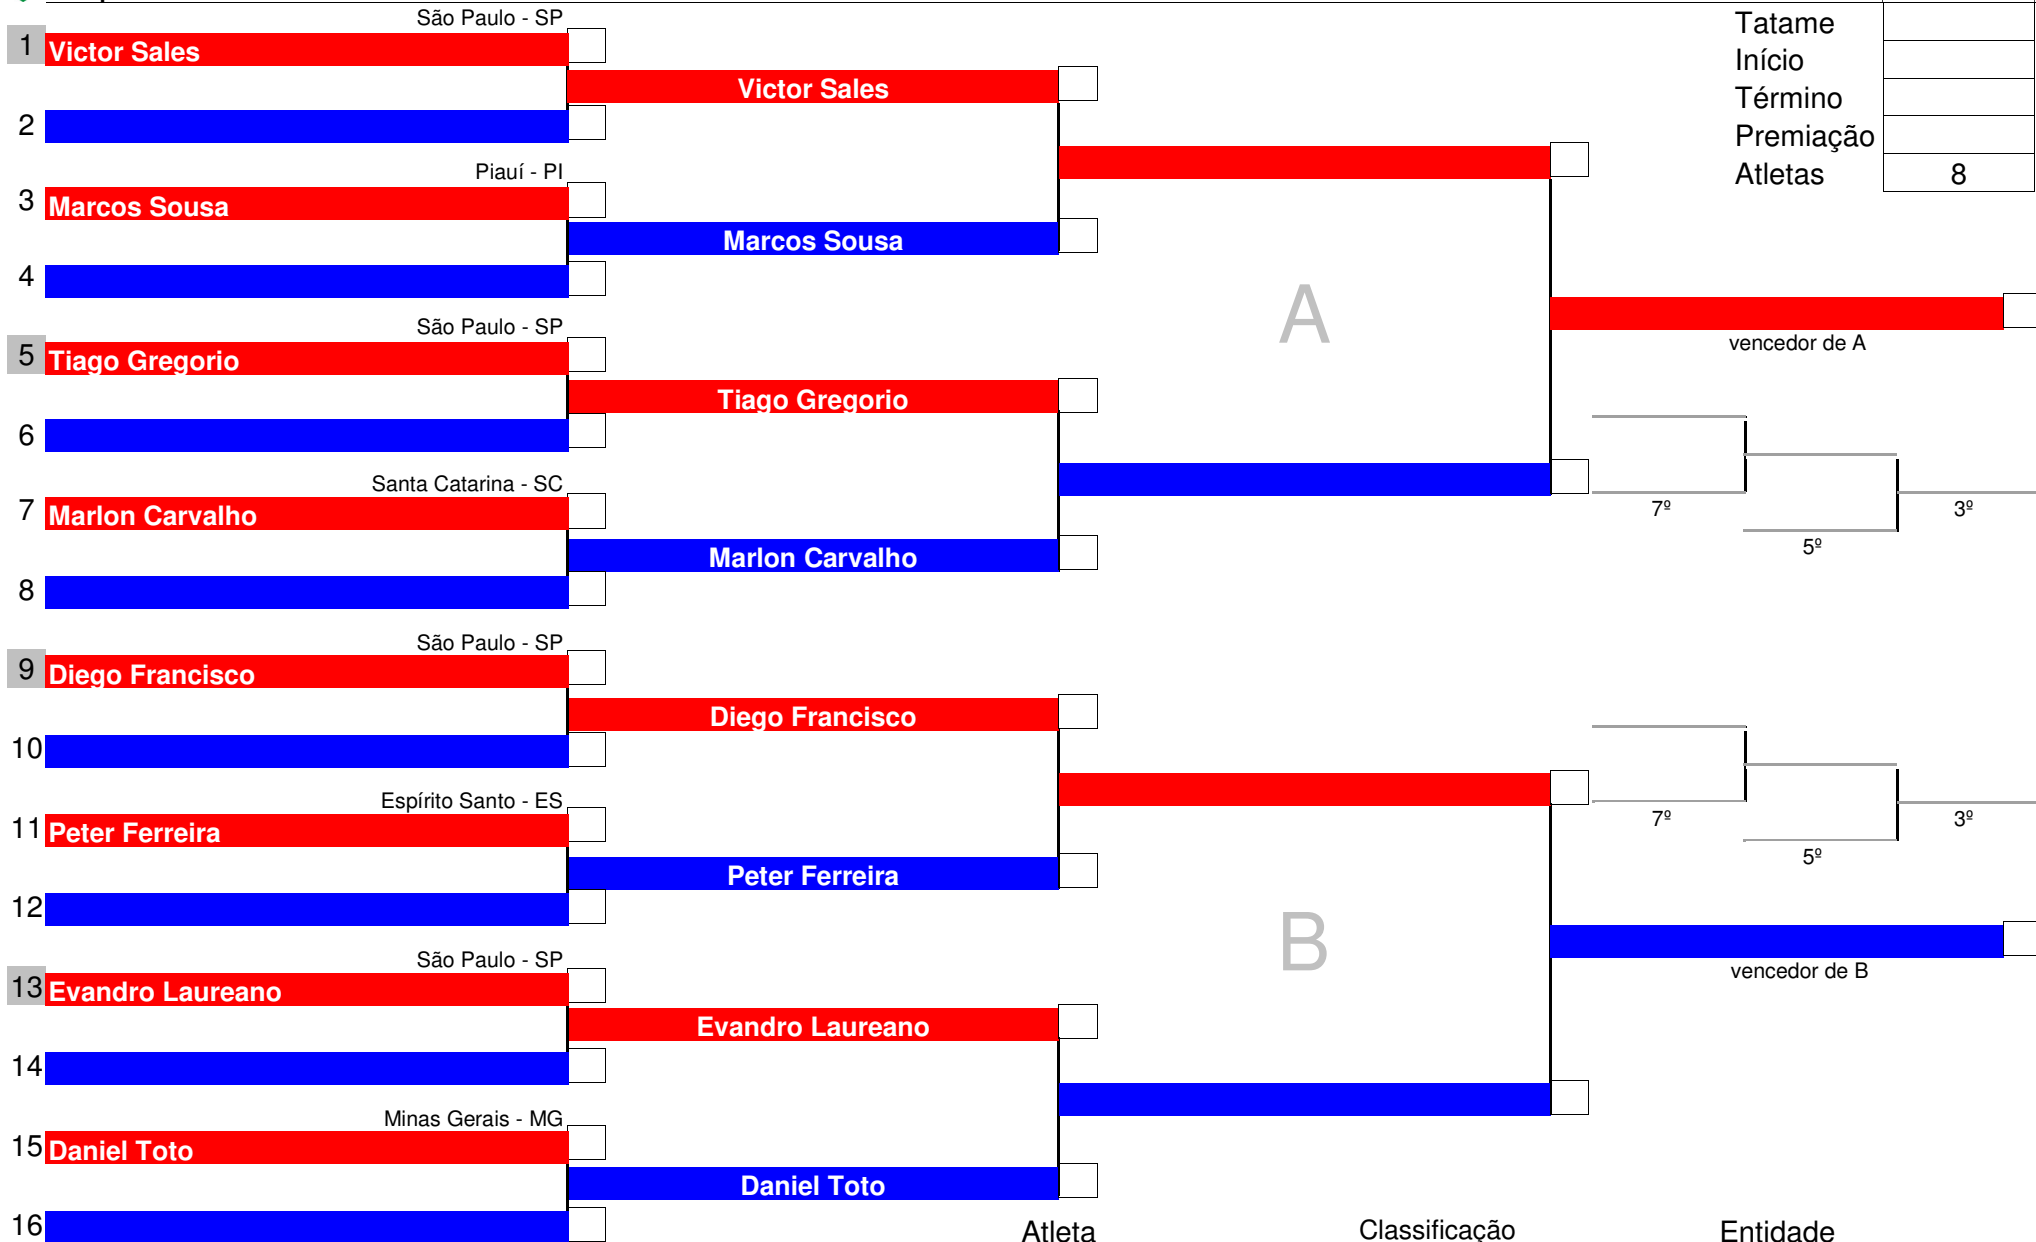 São Paulo - SP
Tatame
1 Victor Sales
Início
Victor Sales
Término
2
Premiação
Piauí - PI
Atletas 8
3 Marcos Sousa
Marcos Sousa
4
A
São Paulo - SP
vencedor de A
5 Tiago Gregorio
Tiago Gregorio
6
Santa Catarina - SC
7º 3º
7 Marlon Carvalho
5º
Marlon Carvalho
8
São Paulo - SP
9 Diego Francisco
Diego Francisco
10
Espírito Santo - ES
7º 3º
11 Peter Ferreira
5º
Peter Ferreira
12
B
São Paulo - SP
vencedor de B
13 Evandro Laureano
Evandro Laureano
14
Minas Gerais - MG
15 Daniel Toto
Daniel Toto
16
Atleta Classificação Entidade